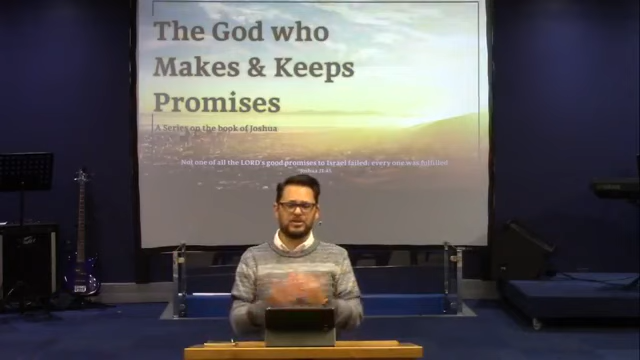 The God who
Makes & Keeps
Promises
A Series on the book of Joshua
Not one of all the LORD's good promises to Israel failed; every one was fulfilled